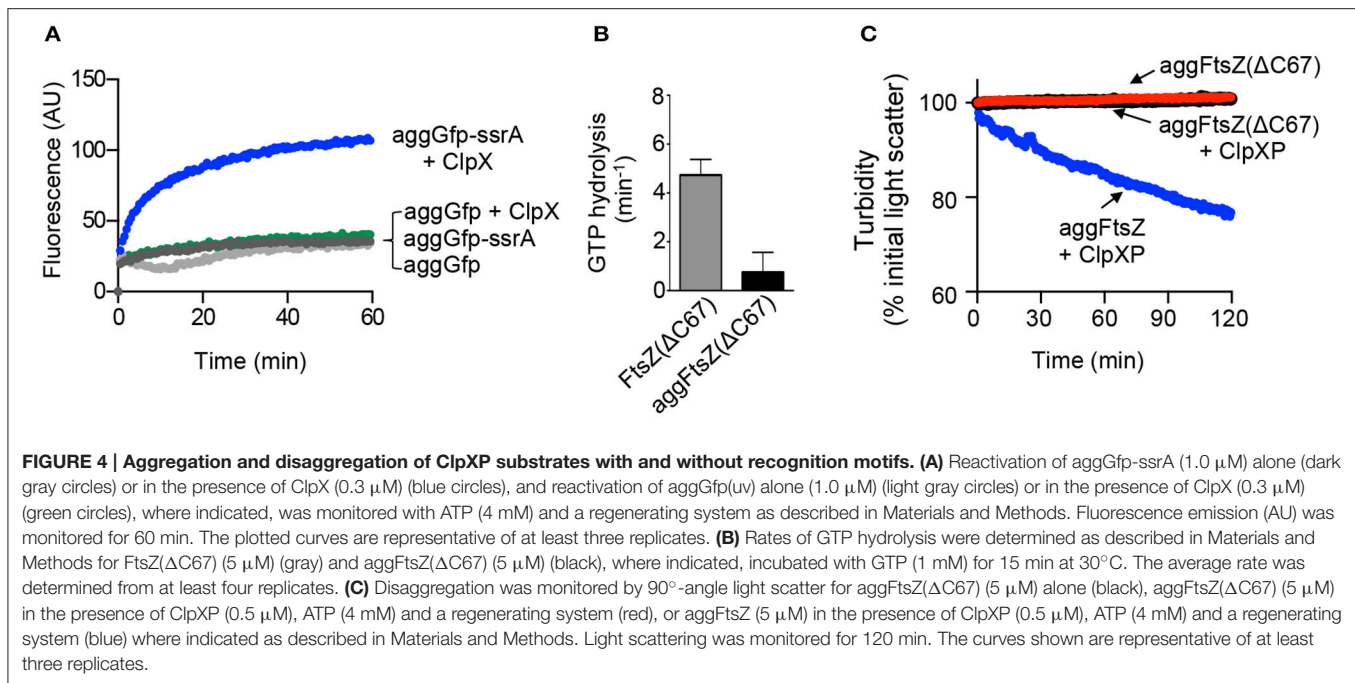 A
Fluorescence (AU)
150
100
50
0
0
20
40
60
Time (min)
aggGfp-ssrA
+ ClpX
aggGfp + ClpX
aggGfp-ssrA
aggGfp
B
GTP hydrolysis
(min-1)
8
6
4
2
0
FtsZ(ΔC67)
aggFtsZ(ΔC67)
C
Turbidity
(% initial light scatter)
100
80
60
0
30
60
90
120
Time (min)
aggFtsZ(ΔC67)
aggFtsZ(ΔC67)
+ ClpXP
aggFtsZ
+ ClpXP
FIGURE 4 | Aggregation and disaggregation of ClpXP substrates with and without recognition motifs. (A) Reactivation of aggGfp-ssrA (1.0 μM) alone (dark
gray circles) or in the presence of ClpX (0.3 μM) (blue circles), and reactivation of aggGfp(uv) alone (1.0 μM) (light gray circles) or in the presence of ClpX (0.3 μM)
(green circles), where indicated, was monitored with ATP (4 mM) and a regenerating system as described in Materials and Methods. Fluorescence emission (AU) was
monitored for 60 min. The plotted curves are representative of at least three replicates. (B) Rates of GTP hydrolysis were determined as described in Materials and
Methods for FtsZ(ΔC67) (5 μM) (gray) and aggFtsZ(ΔC67) (5 μM) (black), where indicated, incubated with GTP (1 mM) for 15 min at 30°C. The average rate was
determined from at least four replicates. (C) Disaggregation was monitored by 90°-angle light scatter for aggFtsZ(ΔC67) (5 μM) alone (black), aggFtsZ(ΔC67) (5 μM)
in the presence of ClpXP (0.5 μM), ATP (4 mM) and a regenerating system (red), or aggFtsZ (5 μM) in the presence of ClpXP (0.5 μM), ATP (4 mM) and a regenerating
system (blue) where indicated as described in Materials and Methods. Light scattering was monitored for 120 min. The curves shown are representative of at least
three replicates.